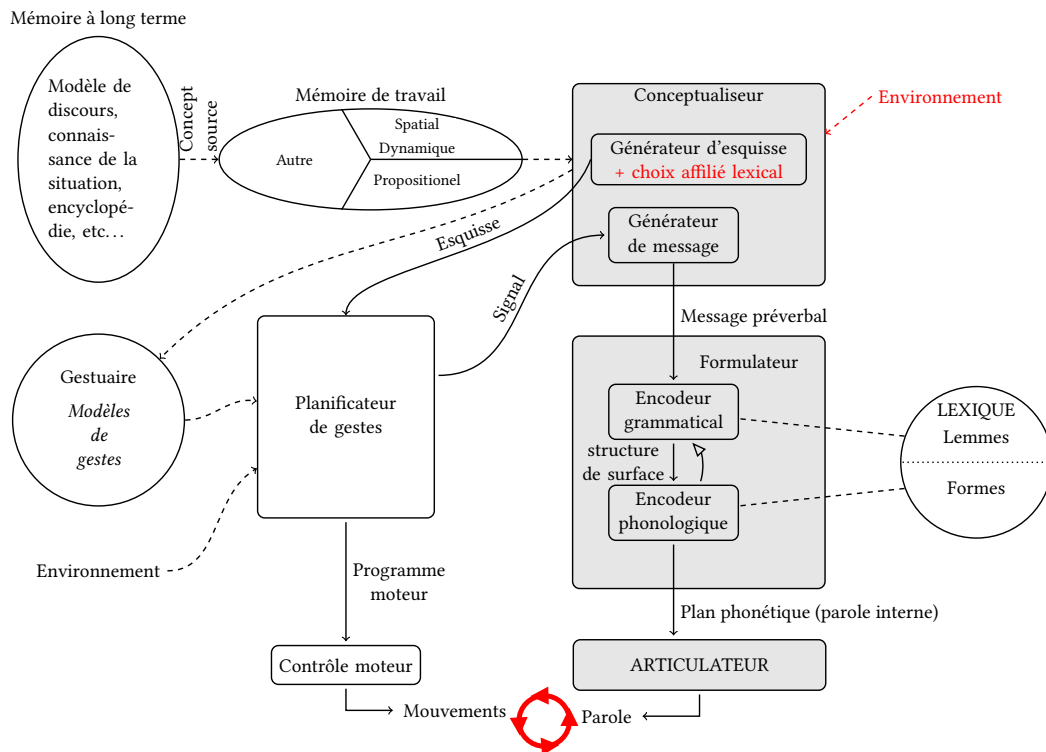 Mémoire à long terme
Modèle de
discours,
connais-
sance de la
situation,
encyclopé-
die, etc…
Concept
source
Mémoire de travail
Autre
Spatial
Dynamique
Propositionel
Conceptualiseur
Générateur d'esquisse
+ choix affilié lexical
Générateur
de message
Environnement
Esquisse
Signal
Message préverbal
Gestuaire
Modèles
de
gestes
Planificateur
de gestes
Formulateur
Encodeur
grammatical
structure
de surface
Encodeur
phonologique
LEXIQUE
Lemmes
Formes
Environnement
Programme
moteur
Plan phonétique (parole interne)
Contrôle moteur
ARTICULATEUR
Mouvements
Parole